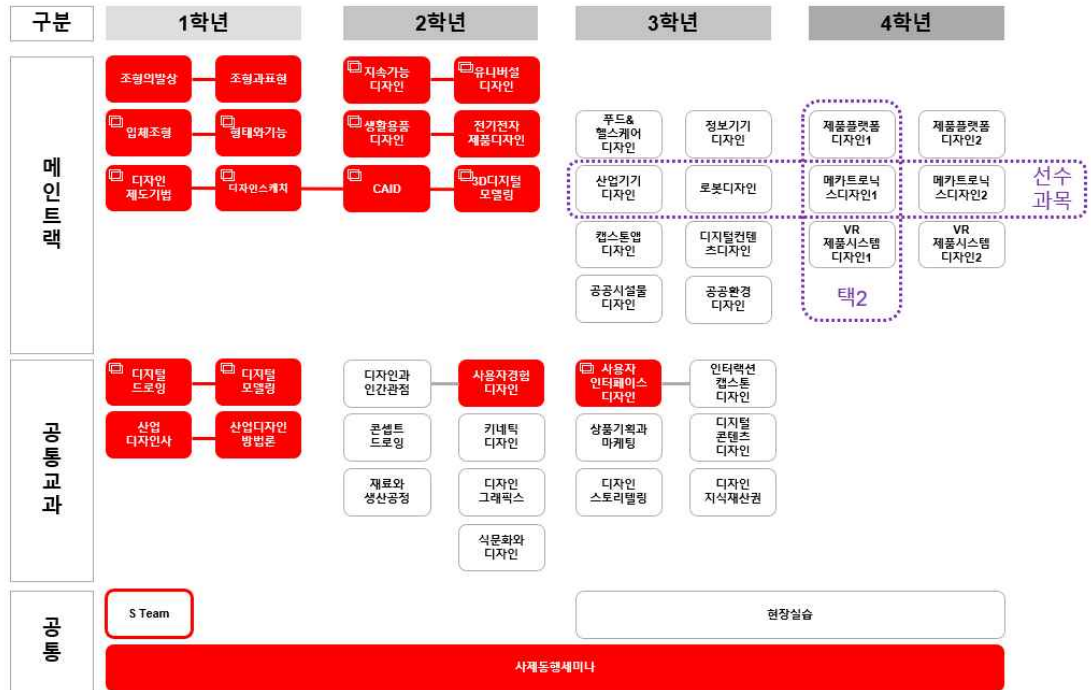 구분
1학년
2학년
3학년
4학년
메인트랙
조형의발상
조형과표현
지속가능
디자인
유니버설
디자인
입체조형
형태와기능
생활용품
디자인
전기전자
제품디자인
푸드&
헬스케어
디자인
정보기기
디자인
제품플랫폼
디자인1
제품플랫폼
디자인2
디자인
제도기법
디자인스케치
CAID
3D디지털
모델링
산업기기
디자인
로봇디자인
메카트로닉
스디자인1
메카트로닉
스디자인2
선수
과목
캡스톤앱
디자인
디지털컨텐
츠디자인
VR
제품시스템
디자인1
VR
제품시스템
디자인2
공공시설물
디자인
공공환경
디자인
택2
공통교과
디지털
드로잉
디지털
모델링
디자인과
인간관점
사용자경험
디자인
사용자
인터페이스
디자인
인터랙션
캡스톤
디자인
산업
디자인사
산업디자인
방법론
콘셉트
드로잉
키네틱
디자인
상품기획과
마케팅
디지털
콘텐츠
디자인
재료와
생산공정
디자인
그래픽스
디자인
스토리텔링
디자인
지식재산권
식문화와
디자인
공통
S Team
현장실습
사제동행세미나